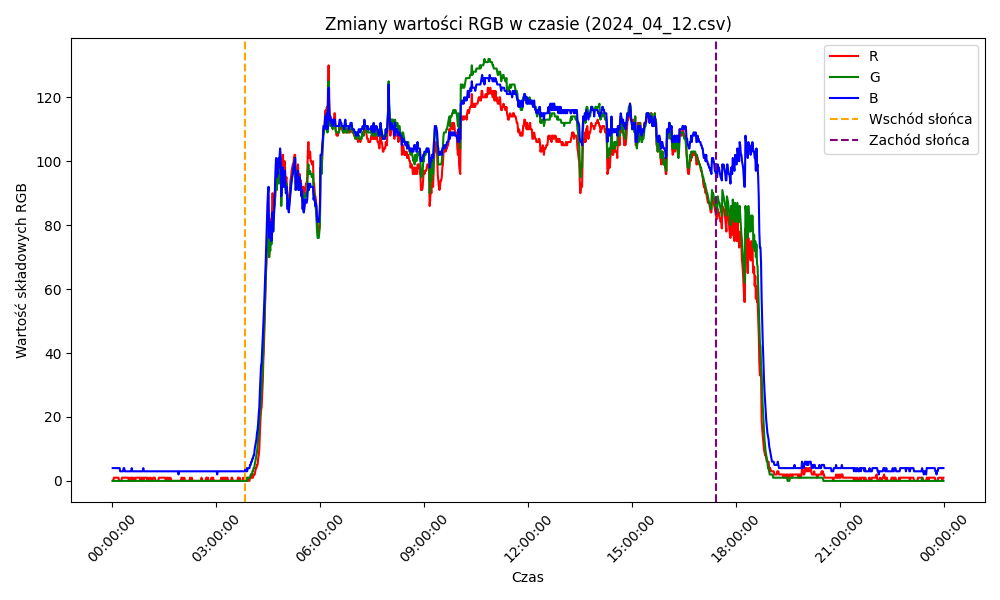 Zmiany wartości RGB w czasie (2024_04_12.csv)
R
G
B
Wschód słońca
Zachód słońca
Wartość składowych RGB
120
100
80
60
40
20
0
00:00:00
03:00:00
06:00:00
09:00:00
12:00:00
15:00:00
18:00:00
21:00:00
00:00:00
Czas